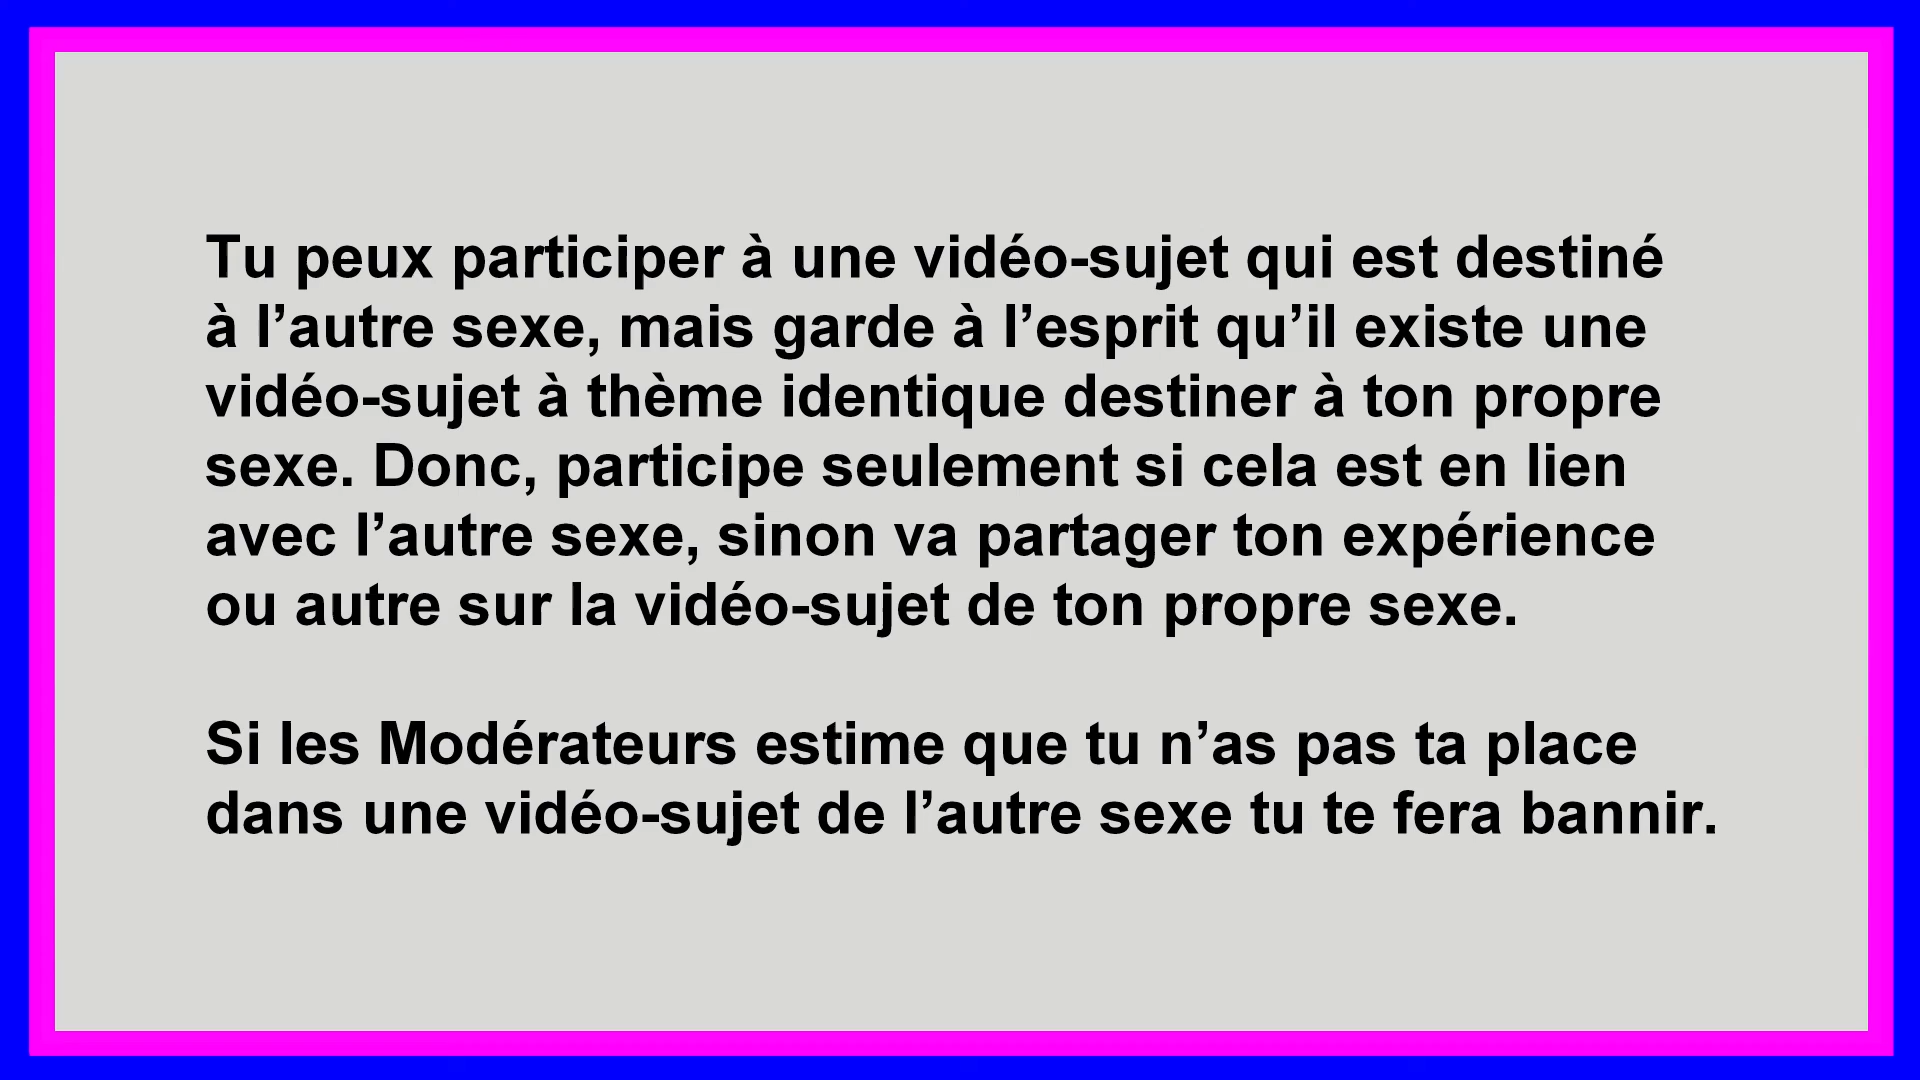 Tu peux participer à une vidéo-sujet qui est destiné
à l’autre sexe, mais garde à l’esprit qu’il existe une
vidéo-sujet à thème identique destiner à ton propre
sexe. Donc, participe seulement si cela est en lien
avec l’autre sexe, sinon va partager ton expérience
ou autre sur la vidéo-sujet de ton propre sexe.
Si les Modérateurs estime que tu n’as pas ta place
dans une vidéo-sujet de l’autre sexe tu te fera bannir.